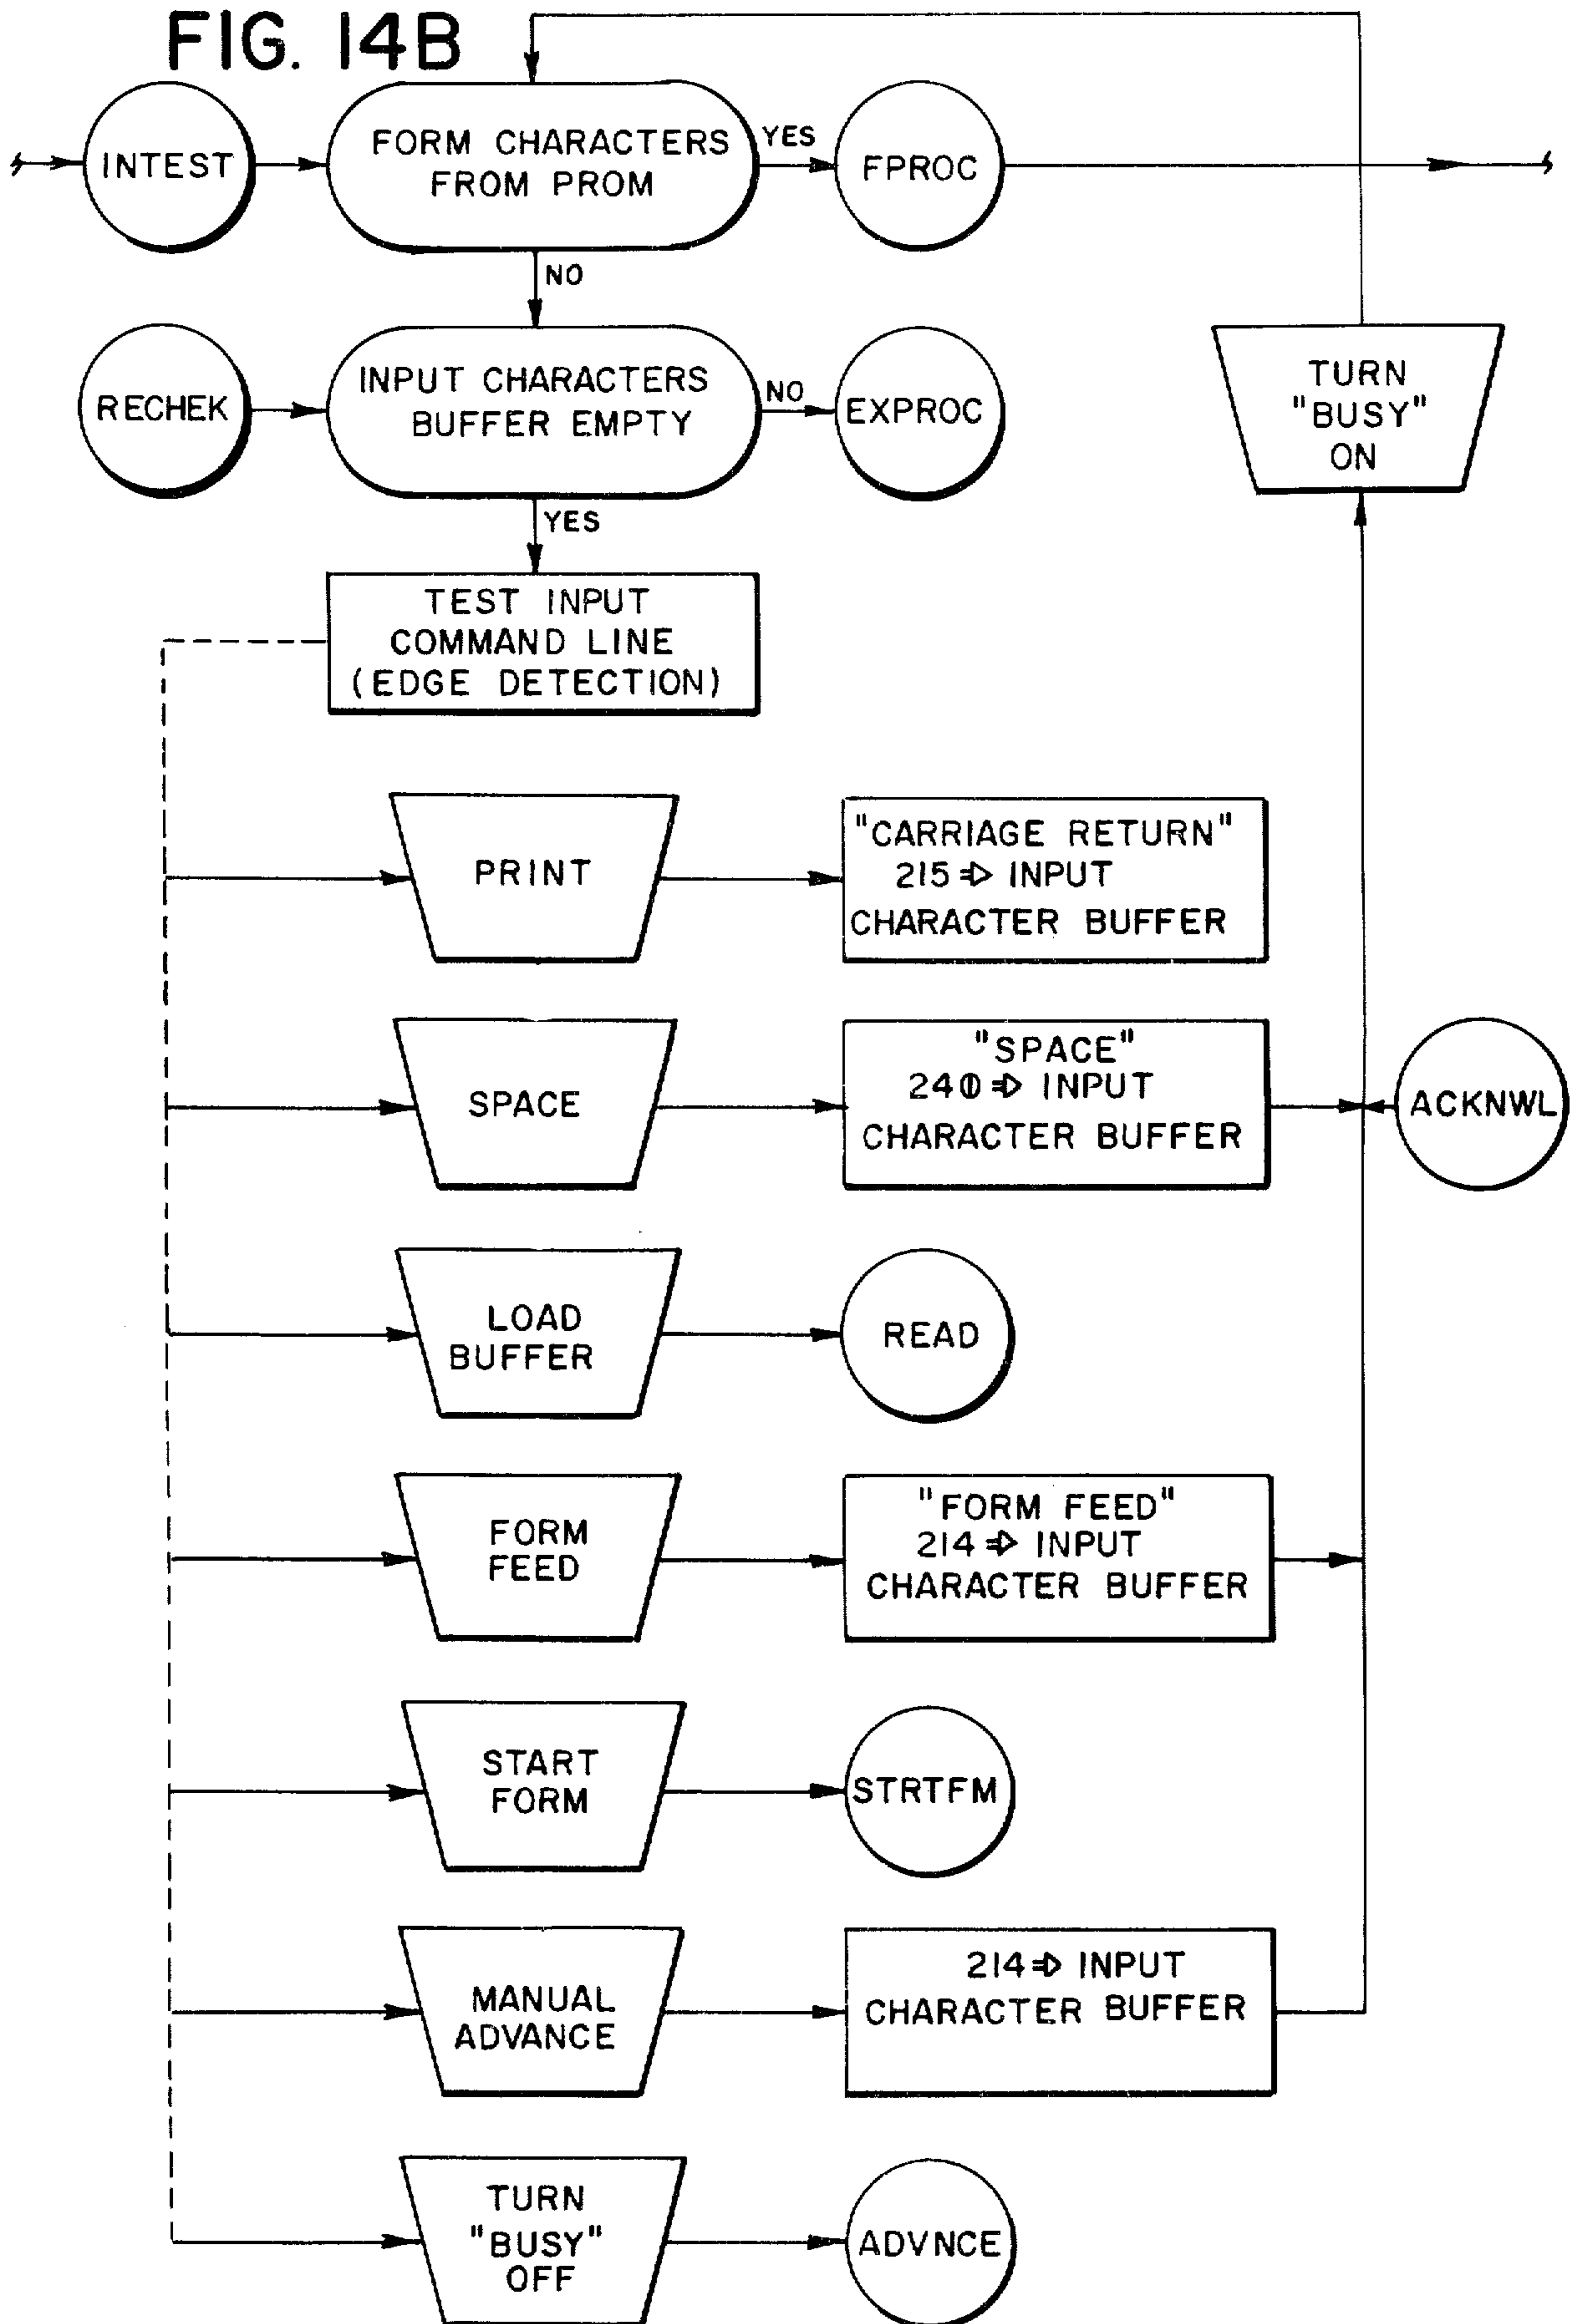 FIG. 14B
INTEST
FORM CHARACTERS
FROM PROM
YES
FPROC
NO
RECHEK
INPUT CHARACTERS
BUFFER EMPTY
NO
EXPROC
TURN
"BUSY"
ON
YES
TEST INPUT
COMMAND LINE
(EDGE DETECTION)
PRINT
"CARRIAGE RETURN"
215 ⇒ INPUT
CHARACTER BUFFER
SPACE
"SPACE"
240 ⇒ INPUT
CHARACTER BUFFER
ACKNWL
LOAD
BUFFER
READ
FORM
FEED
"FORM FEED"
214 ⇒ INPUT
CHARACTER BUFFER
START
FORM
STRTFM
MANUAL
ADVANCE
214 ⇒ INPUT
CHARACTER BUFFER
TURN
"BUSY"
OFF
ADVNCE